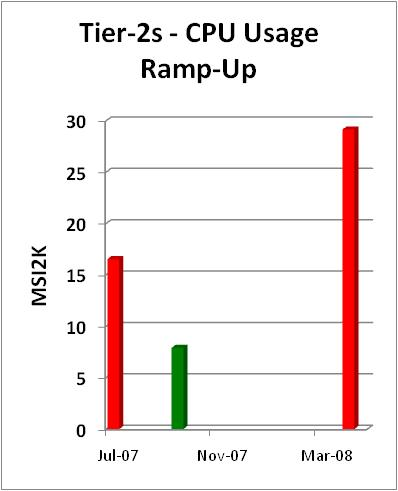 Tier-2s - CPU Usage
Ramp-Up
30
25
20
15
10
5
0
MSI2K
Jul-07
Nov-07
Mar-08